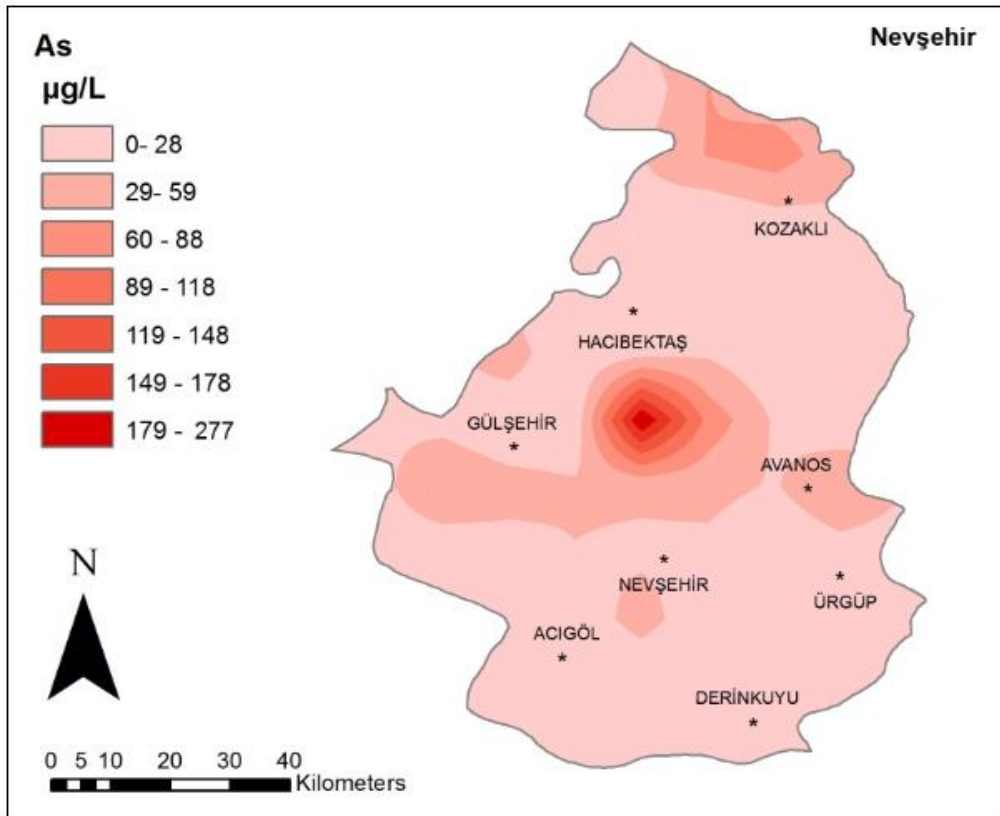 Nevşehir
As
µg/L
0- 28
29- 59
60 - 88
89 - 118
119 - 148
149 - 178
179 - 277
KOZAKLI
*
HACIBEKTAŞ
*
GÜLŞEHİR
*
AVANOS
*
NEVŞEHİR
*
ÜRGÜP
*
ACIGÖL
*
DERİNKUYU
*
N
0 5 10 20 30 40
Kilometers